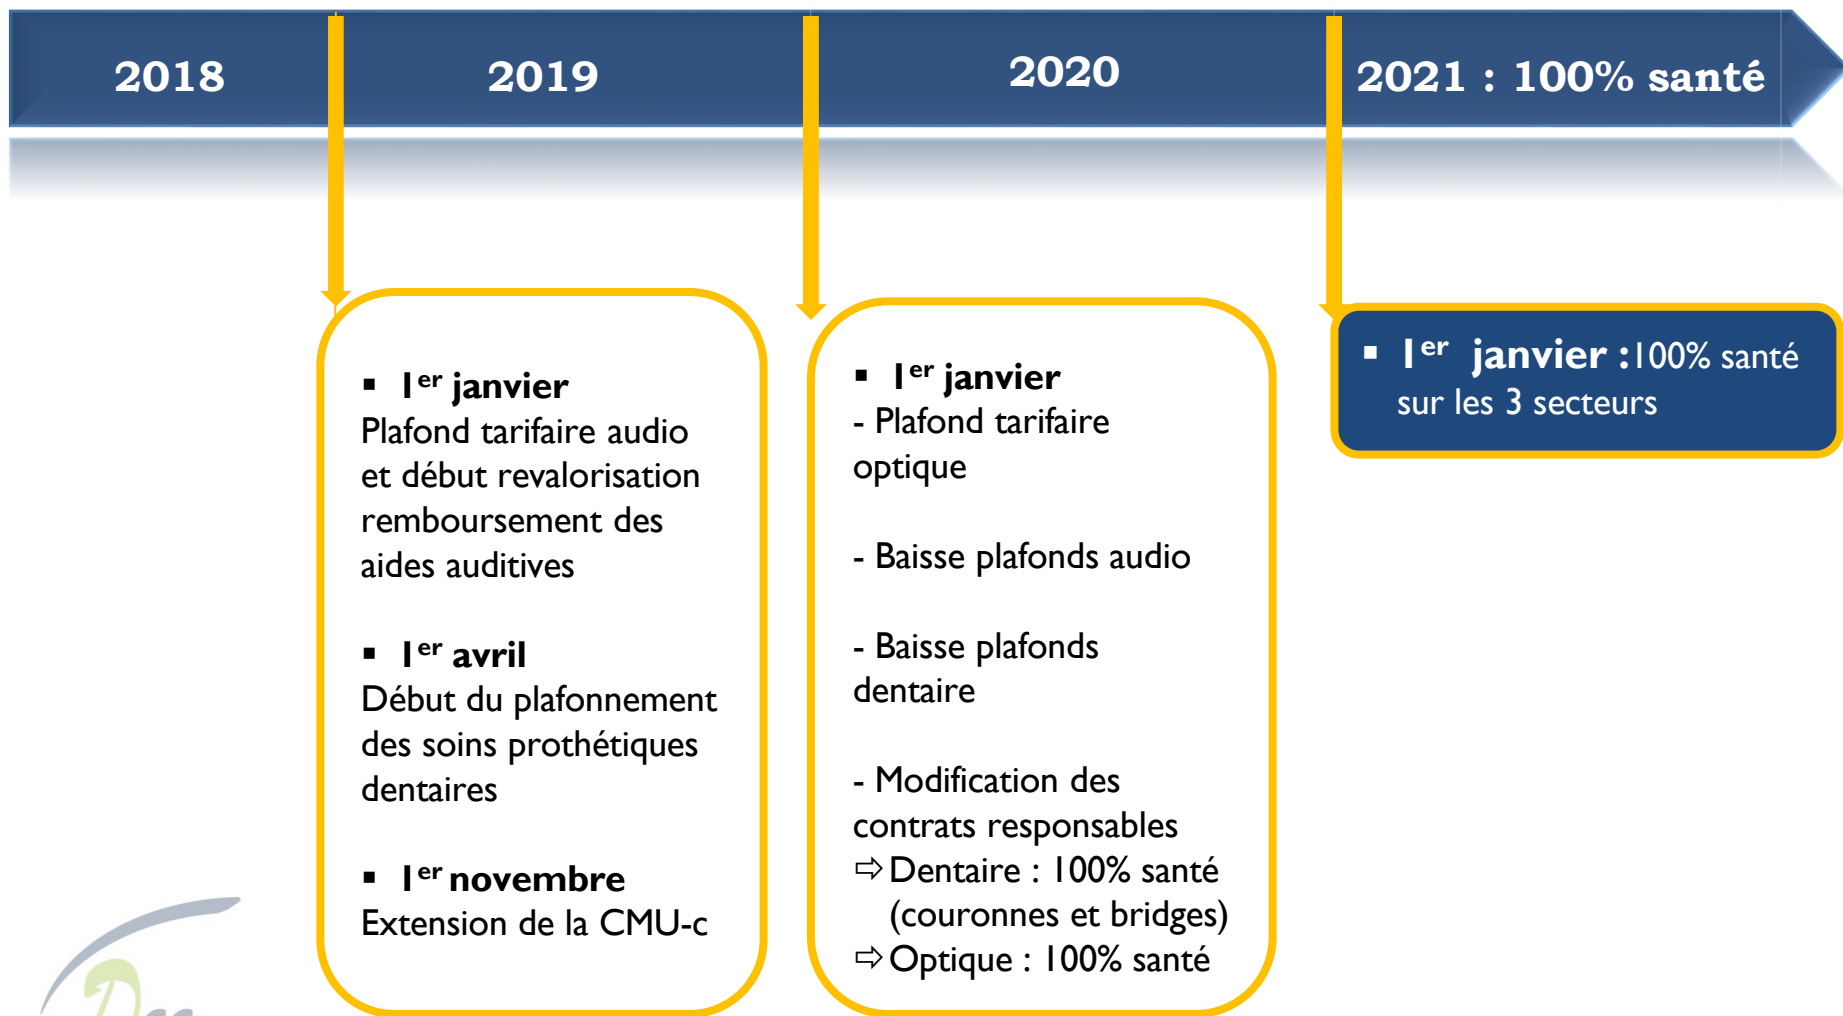 2018
2019
2020
2021 : 100% santé
▪ 1er janvier
Plafond tarifaire audio
et début revalorisation
remboursement des
aides auditives
▪ 1er avril
Début du plafonnement
des soins prothétiques
dentaires
▪ 1er novembre
Extension de la CMU-c
▪ 1er janvier
- Plafond tarifaire
optique
- Baisse plafonds audio
- Baisse plafonds
dentaire
- Modification des
contrats responsables
⇨ Dentaire : 100% santé
(couronnes et bridges)
⇨ Optique : 100% santé
▪ 1er janvier :100% santé
sur les 3 secteurs